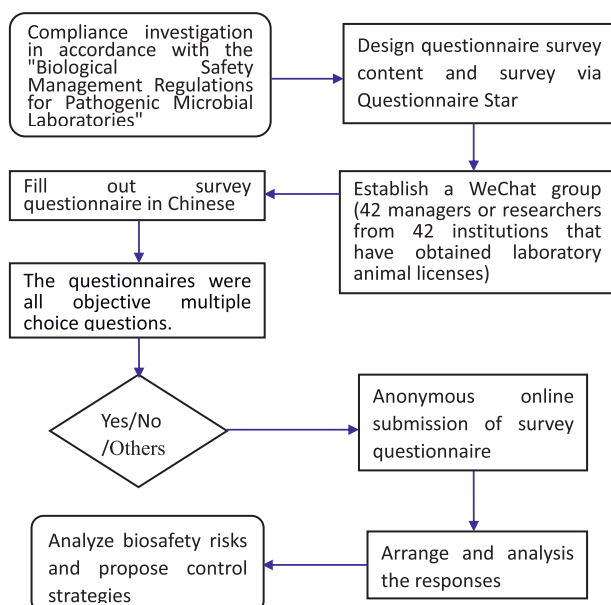 Compliance investigation
in accordance with the
"Biological Safety
Management Regulations
for Pathogenic Microbial
Laboratories"
Design questionnaire survey
content and survey via
Questionnaire Star
Establish a WeChat group
(42 managers or researchers
from 42 institutions that
have obtained laboratory
animal licenses)
Fill out survey
questionnaire in Chinese
The questionnaires were
all objective multiple
choice questions.
Yes/No
/Others
Anonymous online
submission of survey
questionnaire
Arrange and analysis
the responses
Analyze biosafety risks
and propose control
strategies